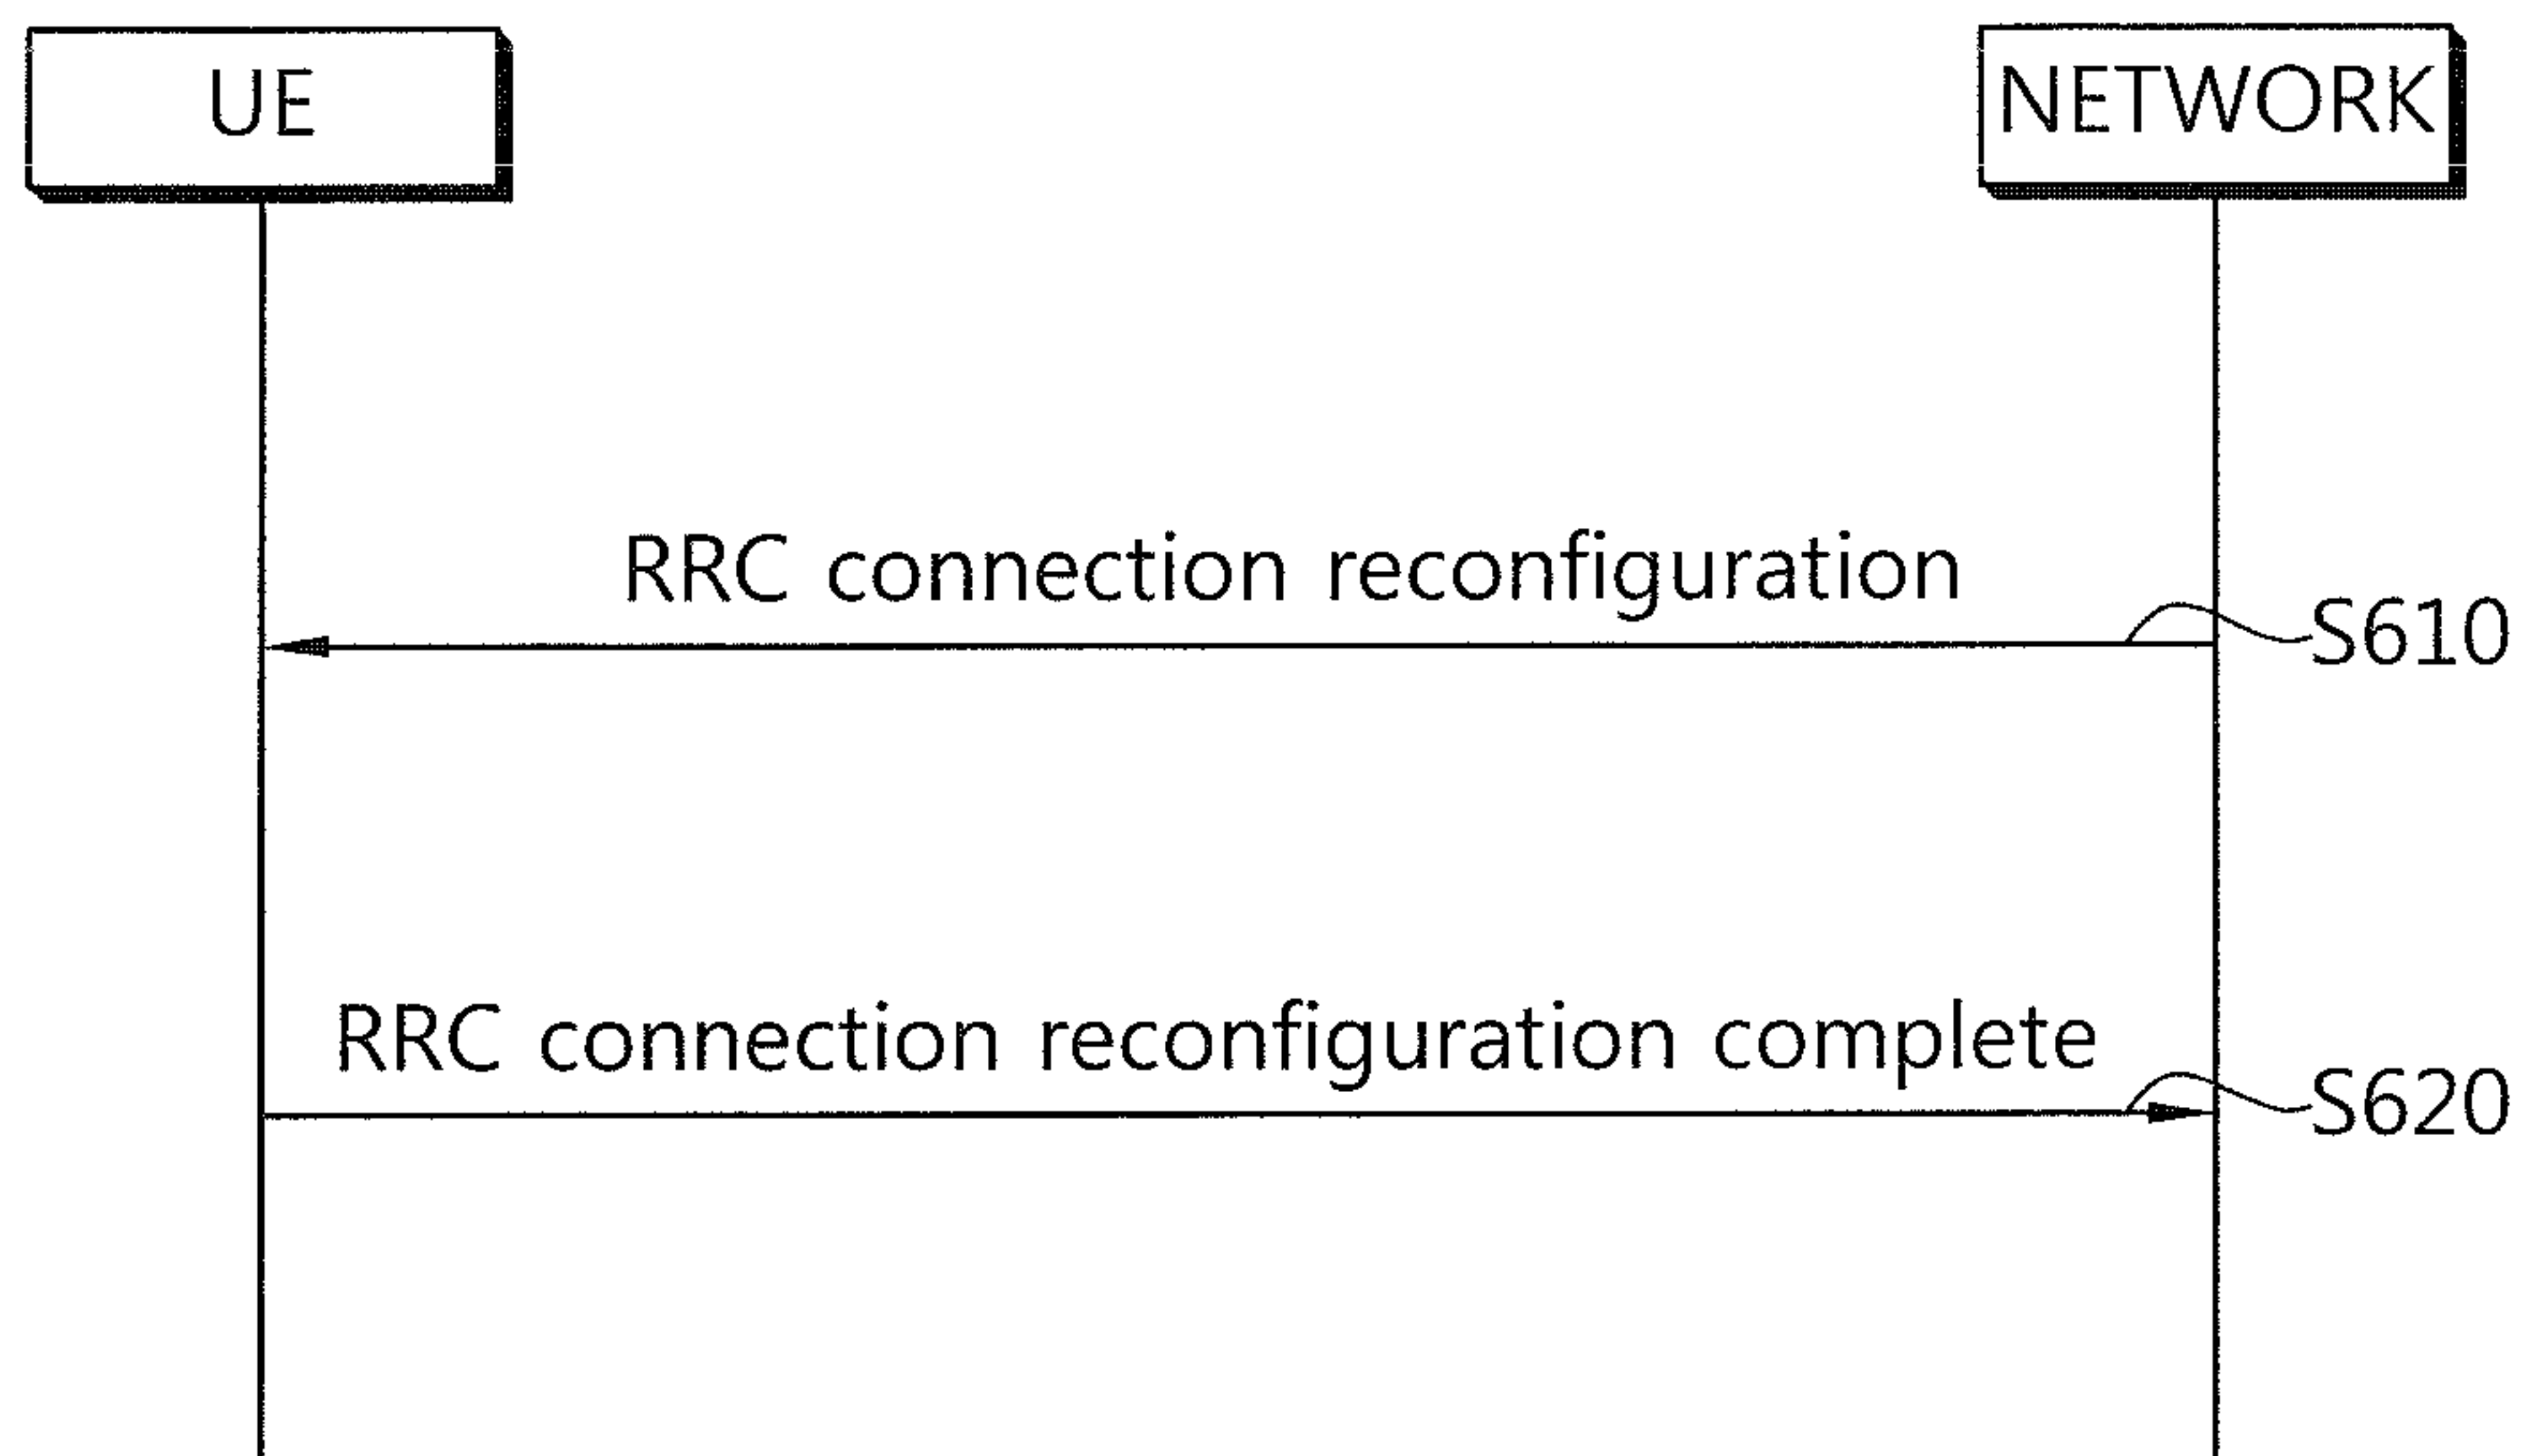 UE
NETWORK
RRC connection reconfiguration
S610
RRC connection reconfiguration complete
S620